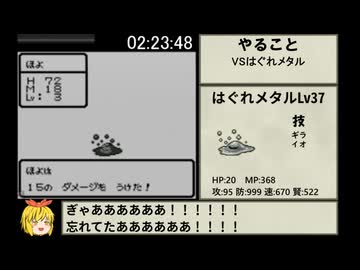 02:23:48
ほよ
H 72
M 18
Lv: 3
ほよは
15の ダメージを うけた!
やること
VSはぐれメタル
はぐれメタルLv37
技
ギラ
イオ
HP:20 MP:368
攻:95 防:999 速:670 賢:522
ぎゃああああああ!!!!!!
忘れてたああああああ!!!!